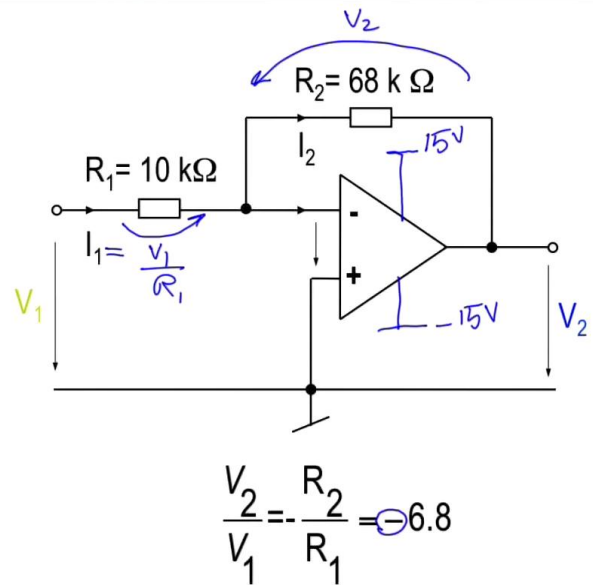 V2
R2= 68 k Ω
15V
I2
R1= 10 kΩ
-
I1= V1/R1
+
V1
-15V
V2
V2/V1 =- R2/R1 = -6.8